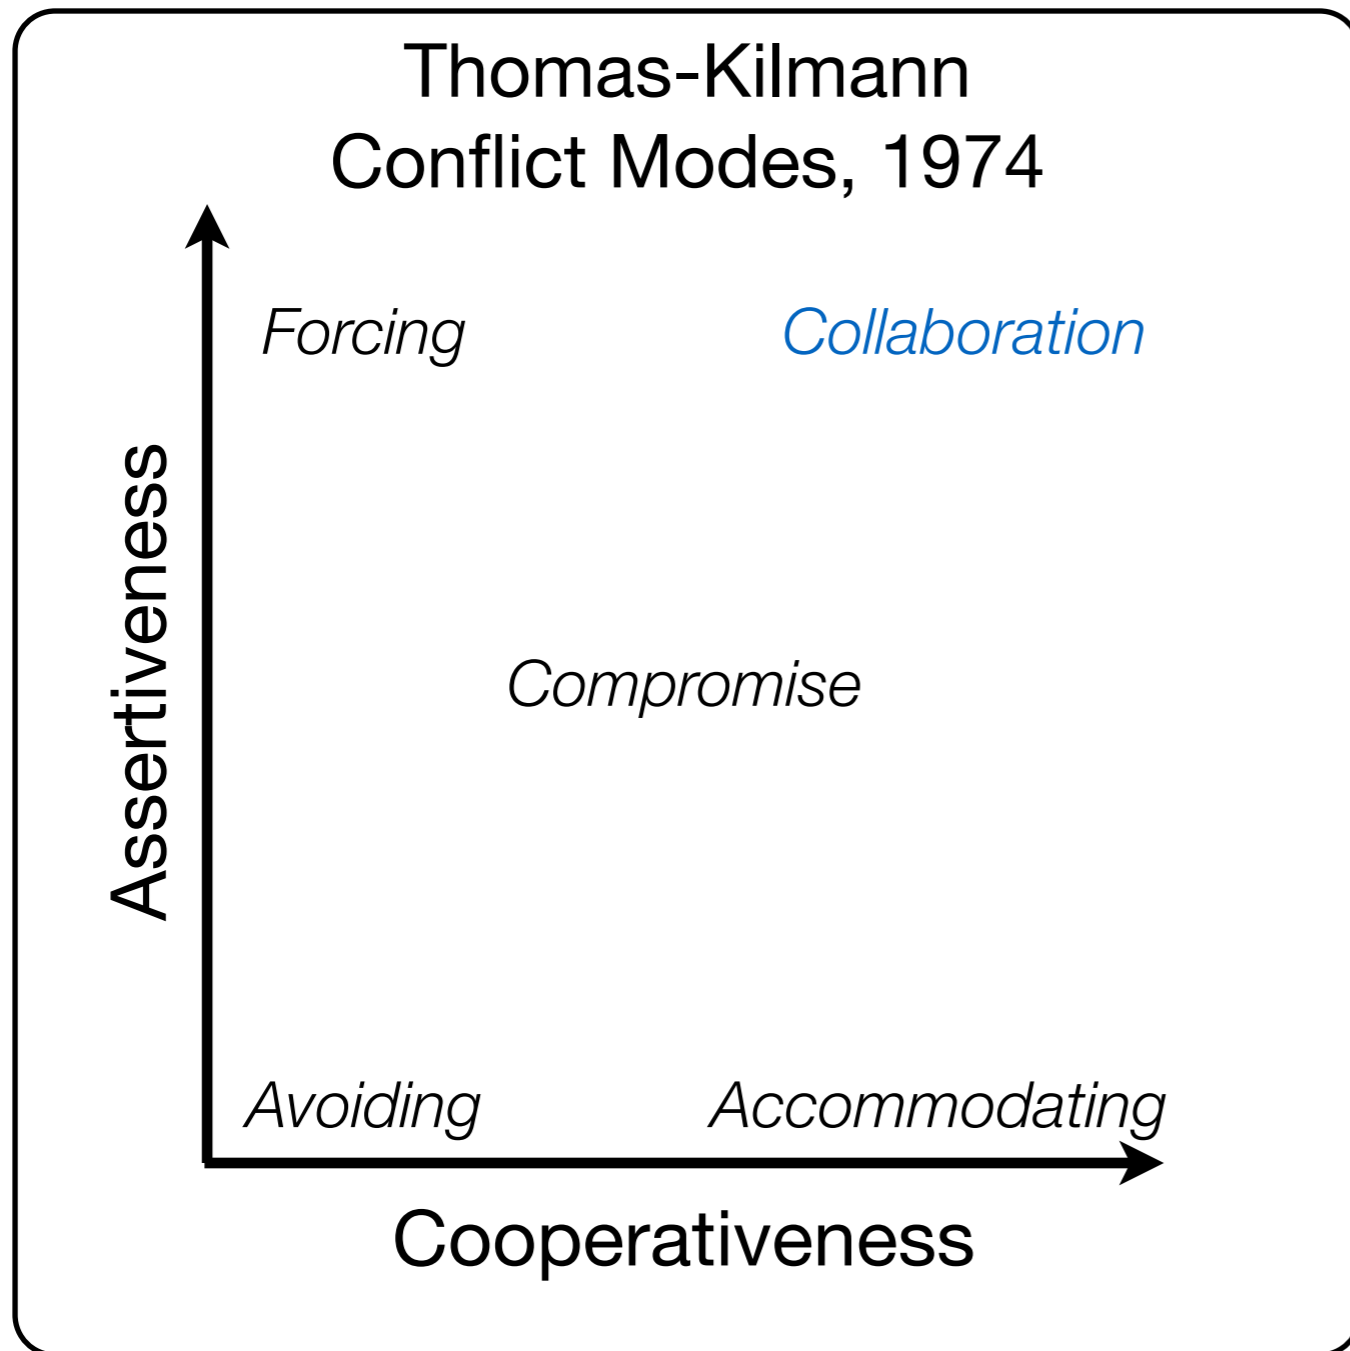 Thomas-Kilmann
Conflict Modes, 1974
Forcing
Collaboration
Assertiveness
Compromise
Avoiding
Accommodating
Cooperativeness